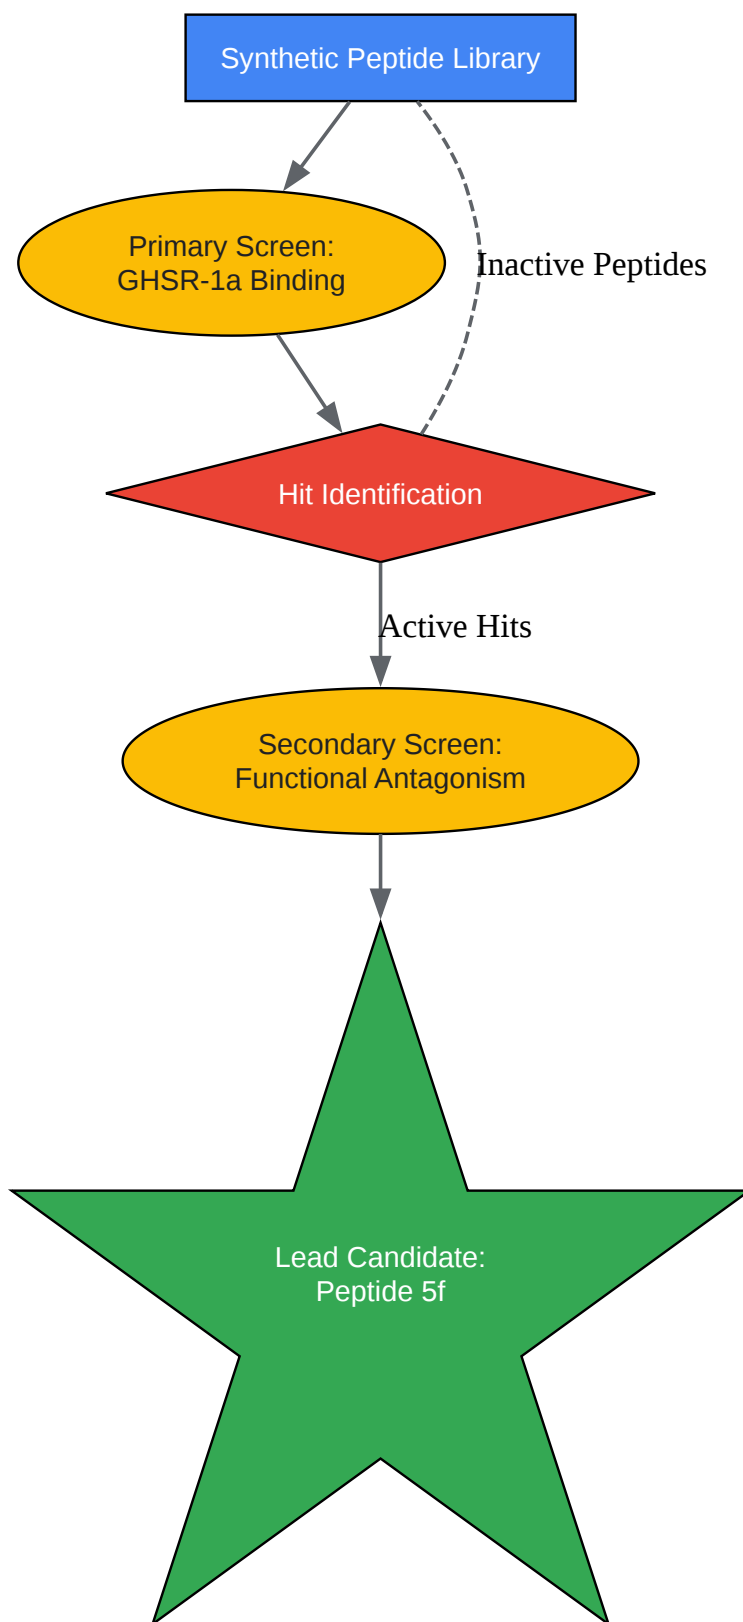 Synthetic Peptide Library
Primary Screen:
GHSR-1a Binding
Inactive Peptides
Hit Identification
Active Hits
Secondary Screen:
Functional Antagonism
Lead Candidate:
Peptide 5f